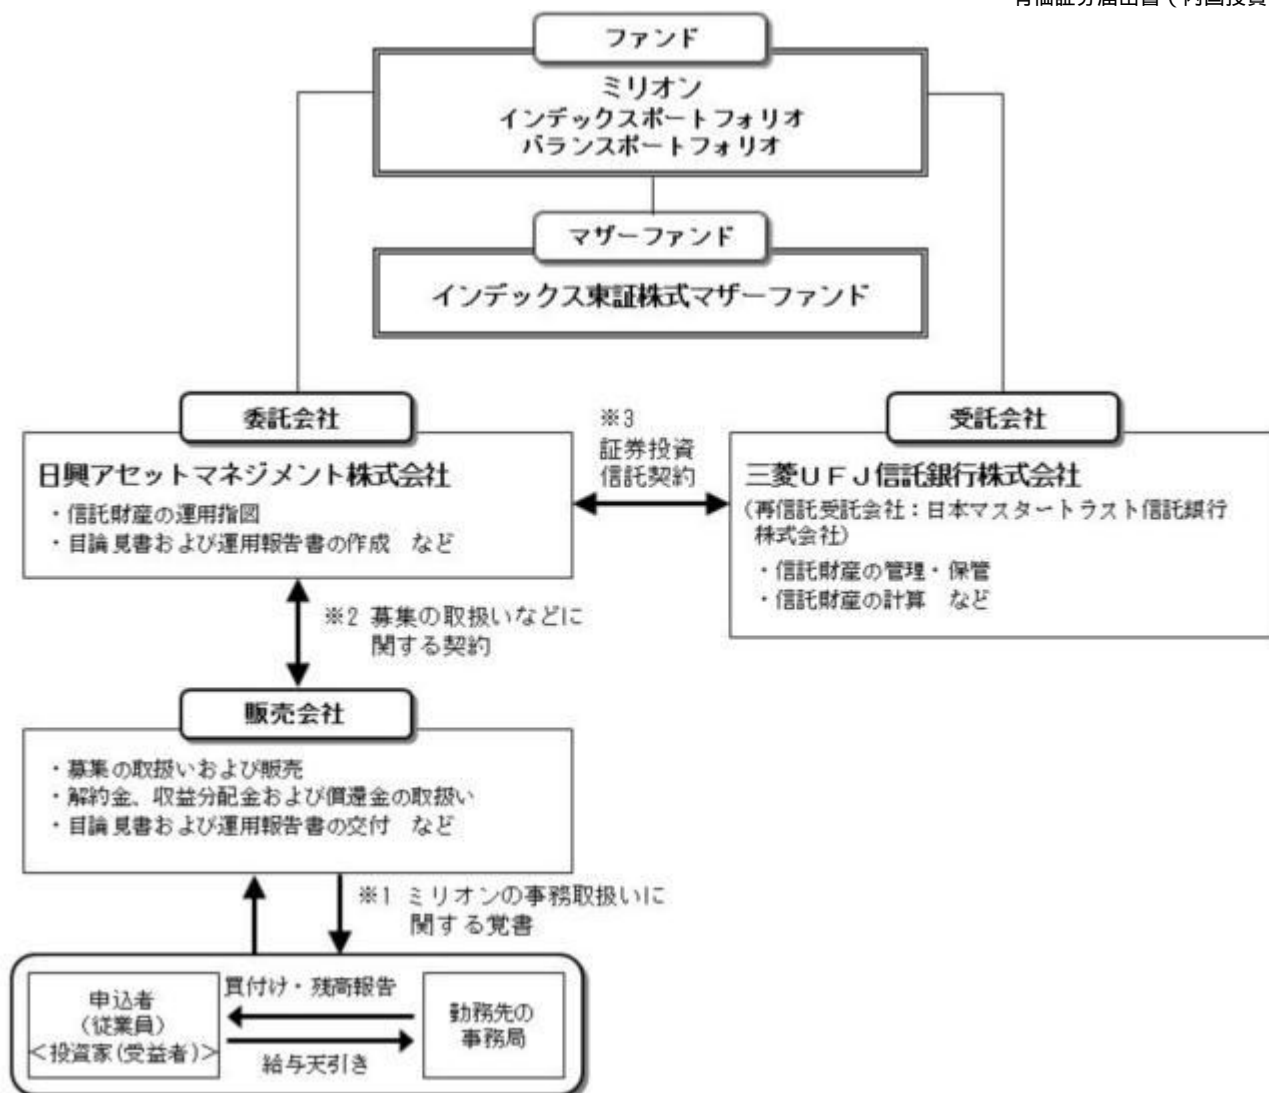 ファンド
ミリオン
インデックスポートフォリオ
バランスポートフォリオ
マザーファンド
インデックス東証株式マザーファンド
委託会社
日興アセットマネジメント株式会社
・信託財産の運用指図
・目論見書および運用報告書の作成　など
※3
証券投資
信託契約
受託会社
三菱UFJ信託銀行株式会社
（再信託受託会社：日本マスタートラスト信託銀行
株式会社）
・信託財産の管理・保管
・信託財産の計算　など
※2 募集の取扱いなどに
関する契約
販売会社
・募集の取扱いおよび販売
・解約金、収益分配金および償還金の取扱い
・目論見書および運用報告書の交付　など
※1 ミリオンの事務取扱いに
関する覚書
申込者
（従業員）
＜投資家（受益者）＞
買付け・残高報告
給与天引き
勤務先の
事務局